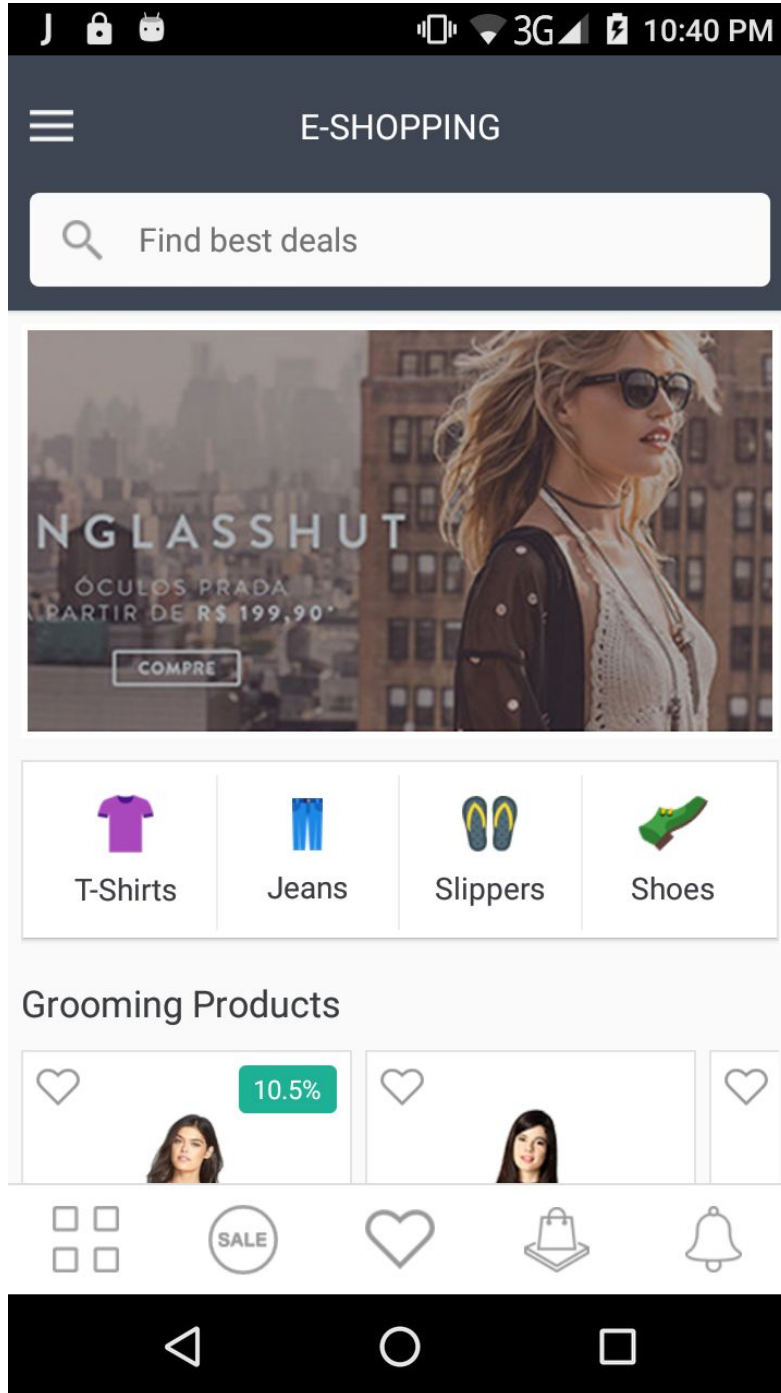 J
3G
10:40 PM
E-SHOPPING
Find best deals
NGLASSHUT
ÓCULOS PRADA
PARTIR DE R$ 199,90*
COMPRE
T-Shirts
Jeans
Slippers
Shoes
Grooming Products
10.5%
SALE